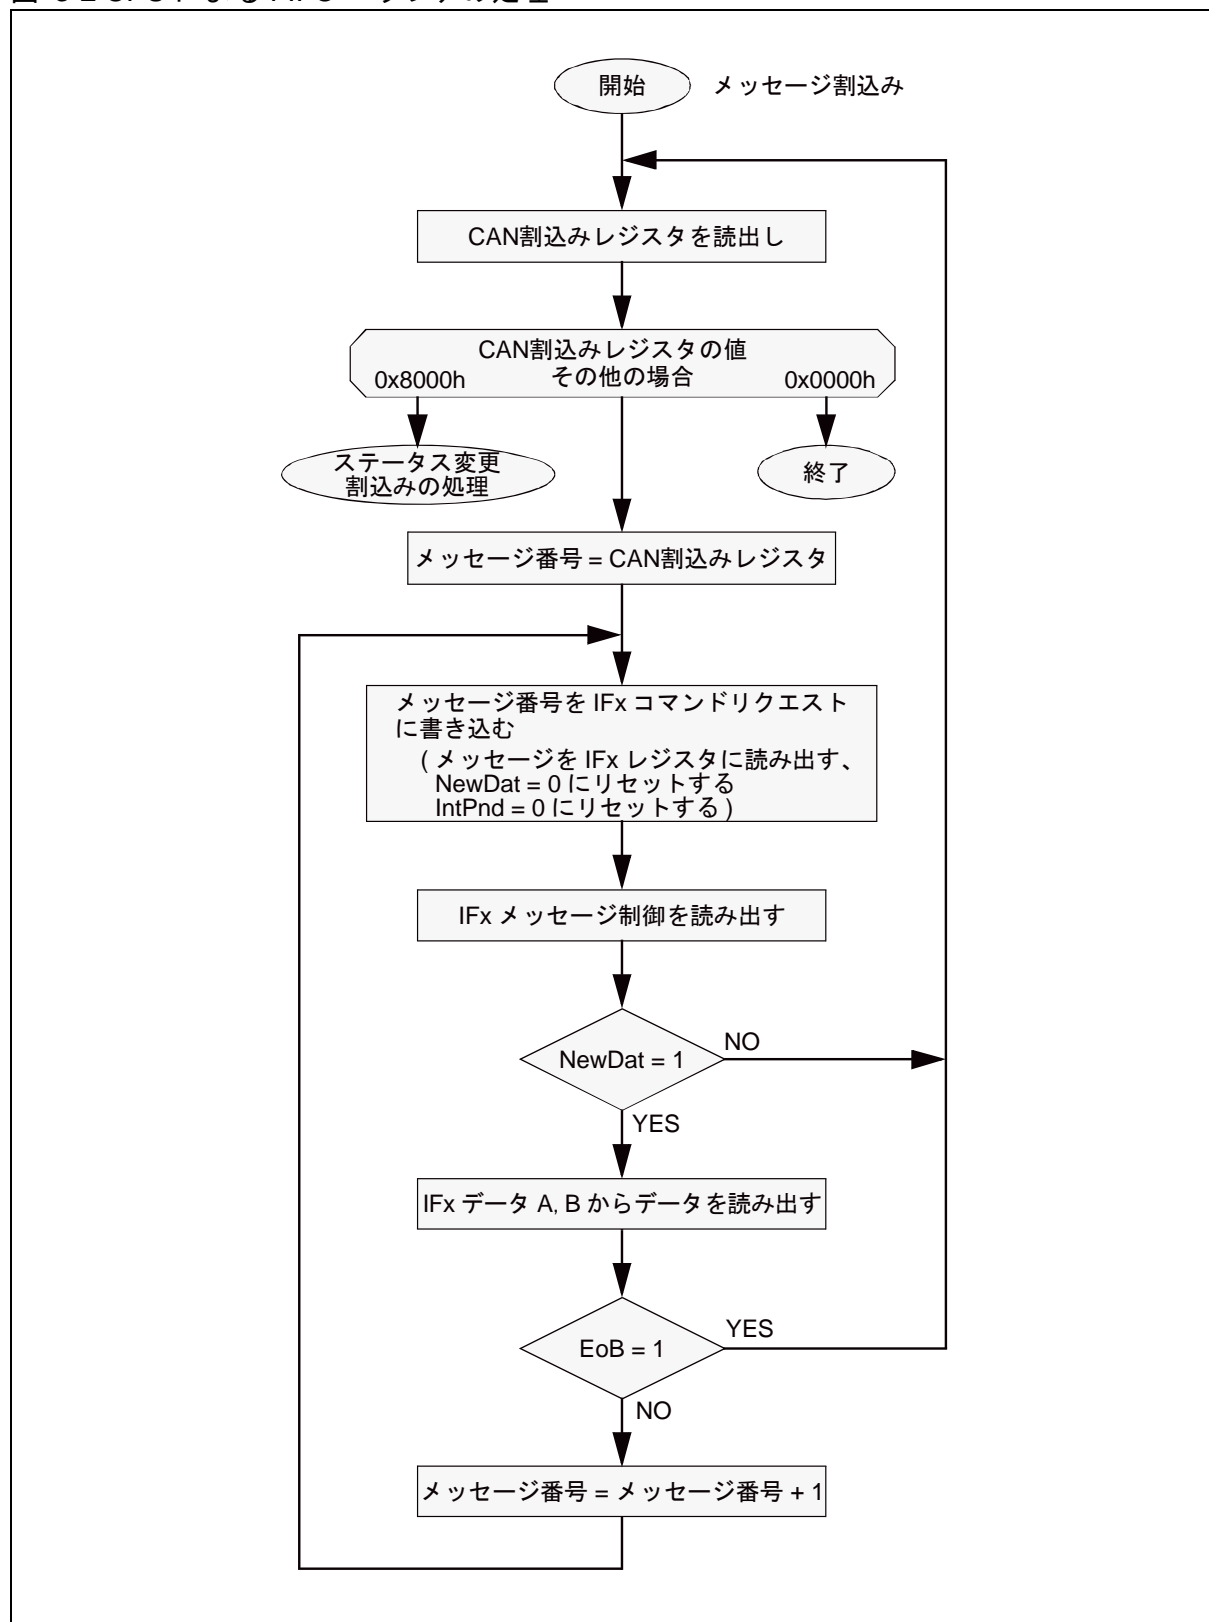 開始
メッセージ割込み
CAN割込みレジスタを読出し
CAN割込みレジスタの値
その他の場合
0x8000h
0x0000h
ステータス変更
割込みの処理
終了
メッセージ番号 = CAN割込みレジスタ
メッセージ番号を IFx コマンドリクエスト
に書き込む
( メッセージを IFx レジスタに読み出す、
NewDat = 0 にリセットする
IntPnd = 0 にリセットする )
IFx メッセージ制御を読み出す
NewDat = 1
NO
YES
IFx データ A, B からデータを読み出す
EoB = 1
YES
NO
メッセージ番号 = メッセージ番号 + 1